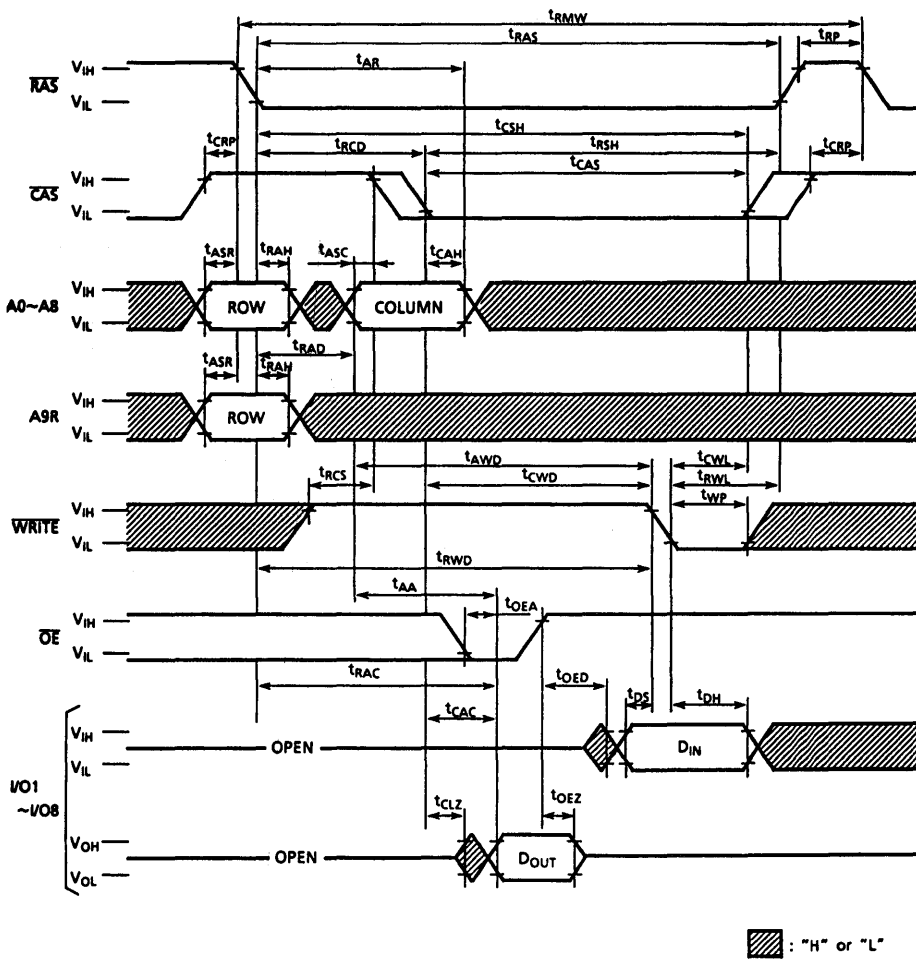 tRMW
tRAS
tRP
tAR
RAS
VIH
VIL
tCSH
tCRP
tRCD
tRSH
tCAS
tCRP
CAS
VIH
VIL
tASR
tRAH
tASC
tCAH
A0~A8
VIH
VIL
ROW
COLUMN
tRAD
tASR
tRAH
A9R
VIH
VIL
ROW
tAWD
tCWL
tRCS
tCWD
tRWL
tWP
WRITE
VIH
VIL
tRWD
tAA
tOEA
OE
VIH
VIL
tRAC
tOED
tCAC
tDS
tDH
VIH
VIL
OPEN
DIN
I/O1
~I/O8
tCLZ
tOEZ
VOH
VOL
OPEN
DOUT
: "H" or "L"